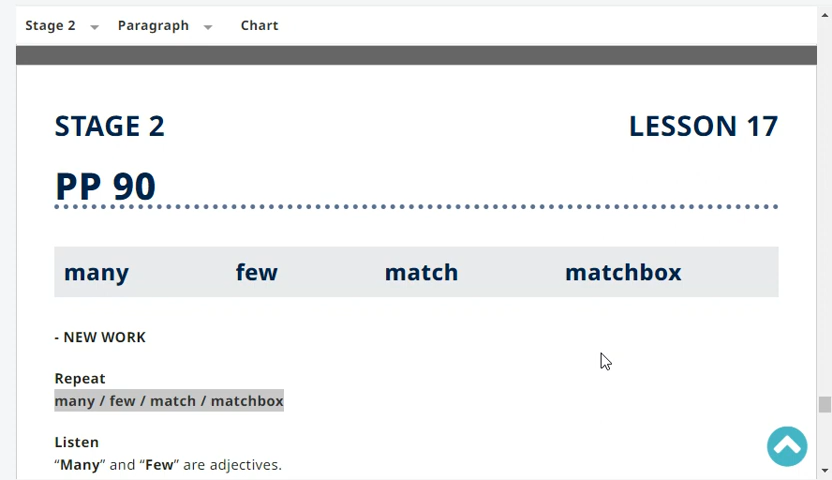 Stage 2 Paragraph Chart
STAGE 2 LESSON 17
PP 90
many few match matchbox
- NEW WORK
Repeat
many / few / match / matchbox
Listen
“Many” and “Few” are adjectives.